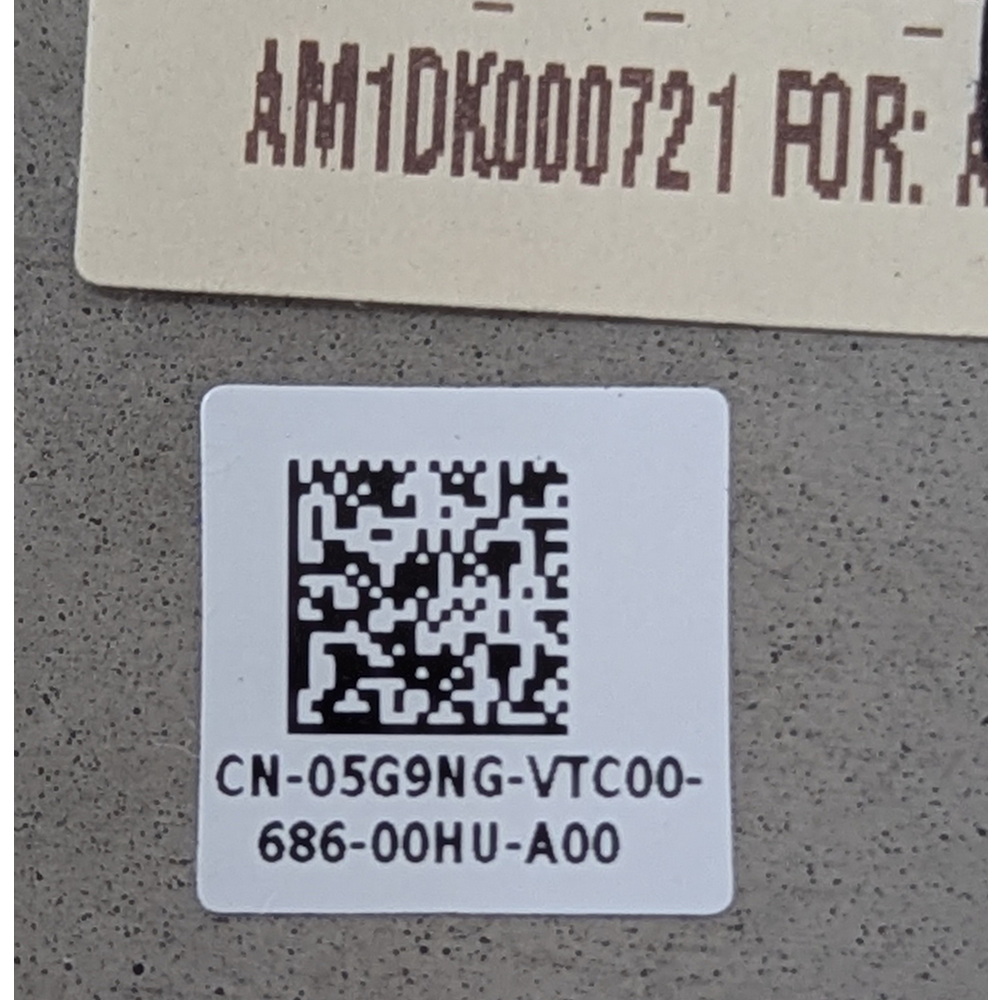 AM1DK000721 FOR:
CN-05G9NG-VTC00-
686-00HU-A00